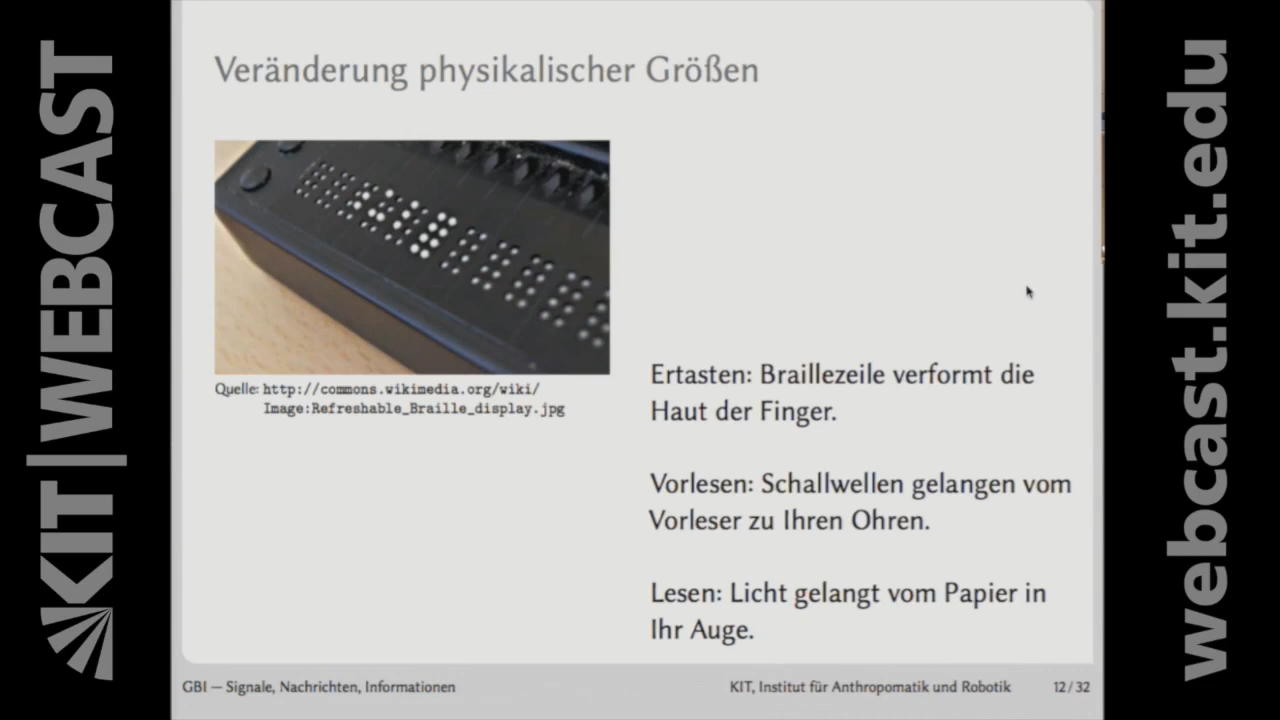 KIT | WEBCAST
Veränderung physikalischer Größen
Quelle: http://commons.wikimedia.org/wiki/
Image:Refreshable_Braille_display.jpg
Ertasten: Braillezeile verformt die
Haut der Finger.
Vorlesen: Schallwellen gelangen vom
Vorleser zu Ihren Ohren.
Lesen: Licht gelangt vom Papier in
Ihr Auge.
GBI — Signale, Nachrichten, Informationen
KIT, Institut für Anthropomatik und Robotik
12 / 32
webcast.kit.edu